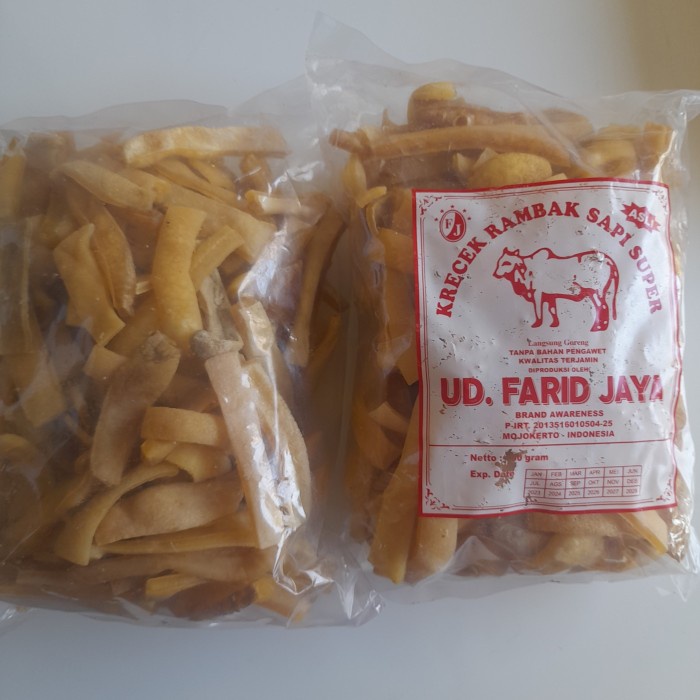 KRECEK RAMBAK SAPI SUPER
ASLI
Langsung Goreng
TANPA BAHAN PENGAWET
KWALITAS TERJAMIN
DIPRODUKSI OLEH:
UD. FARID JAYA
BRAND AWARENESS
P-IRT. 2013516010504-25
MOJOKERTO - INDONESIA
Netto : gram
Exp. Date
JAN FEB MAR APR MEI JUN
JUL AGS SEP OKT NOV DES
2023 2024 2025 2026 2027 2028